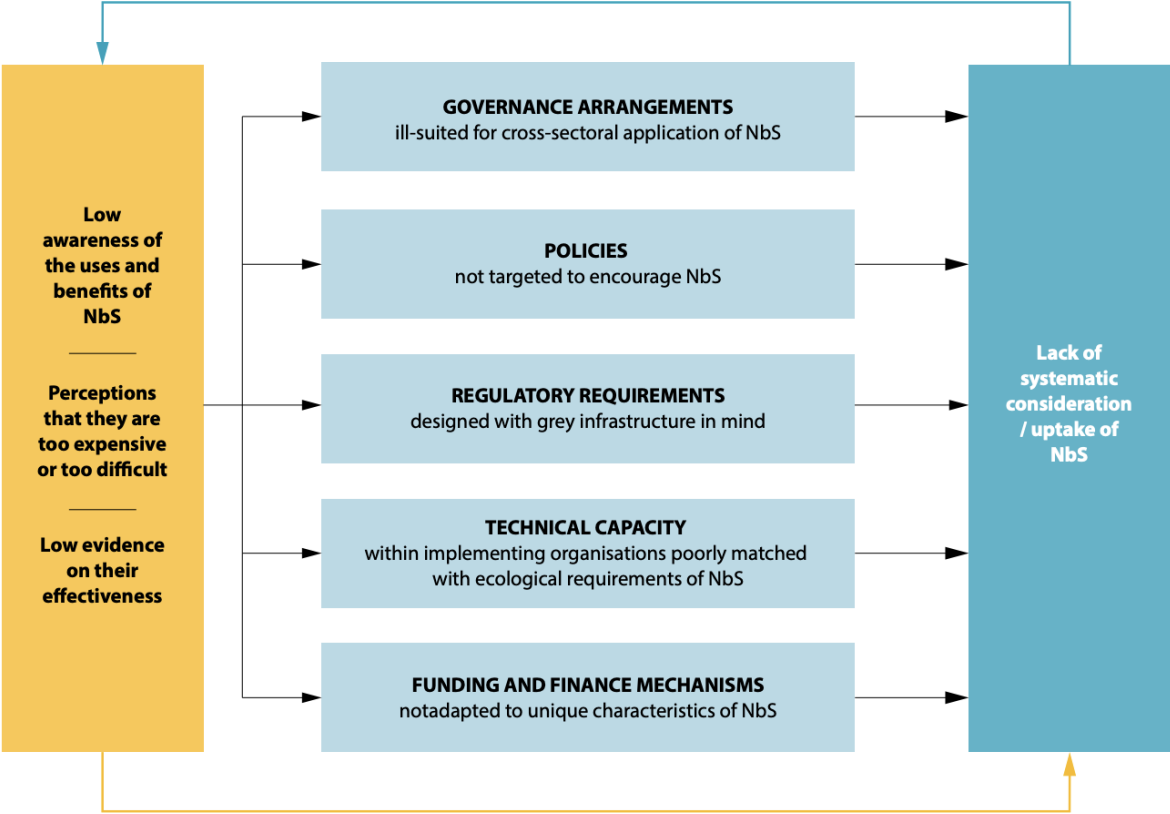 Low
awareness of
the uses and
benefits of
NbS
Perceptions
that they are
too expensive
or too difficult
Low evidence
on their
effectiveness
GOVERNANCE ARRANGEMENTS
ill-suited for cross-sectoral application of NbS
POLICIES
not targeted to encourage NbS
REGULATORY REQUIREMENTS
designed with grey infrastructure in mind
TECHNICAL CAPACITY
within implementing organisations poorly matched
with ecological requirements of NbS
FUNDING AND FINANCE MECHANISMS
notadapted to unique characteristics of NbS
Lack of
systematic
consideration
/ uptake of
NbS